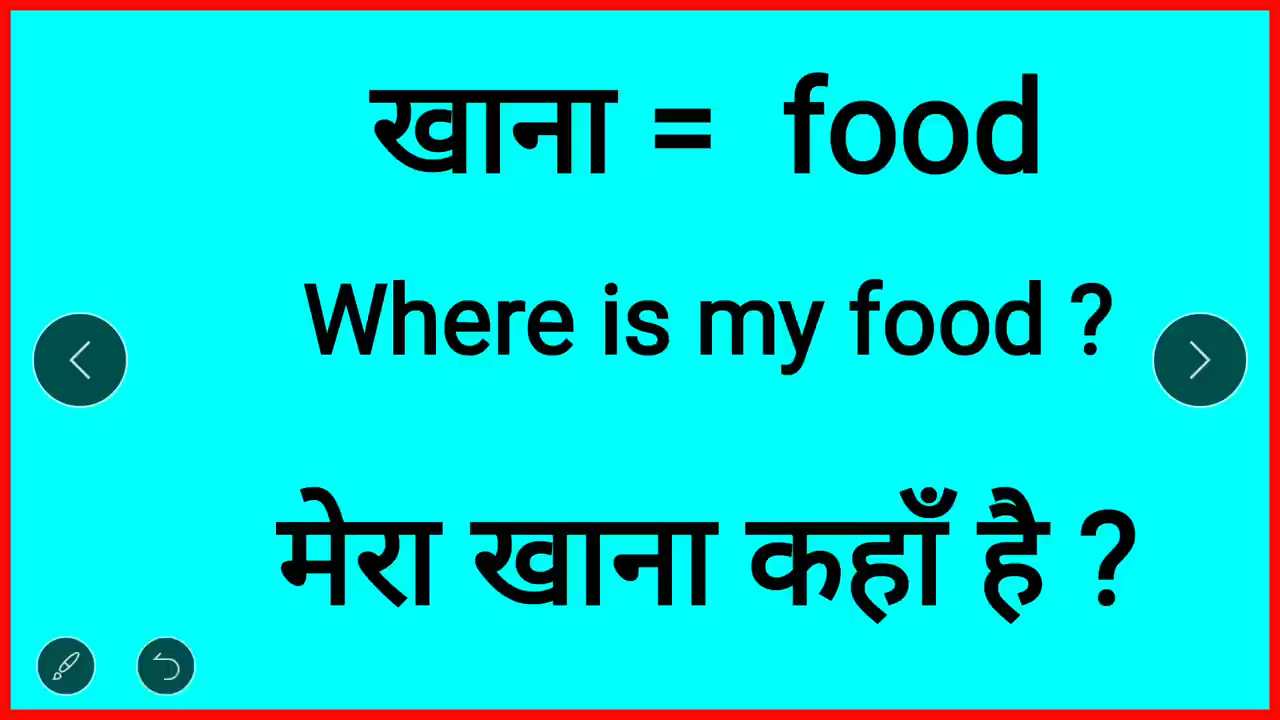 खाना = food
Where is my food ?
मेरा खाना कहाँ है ?